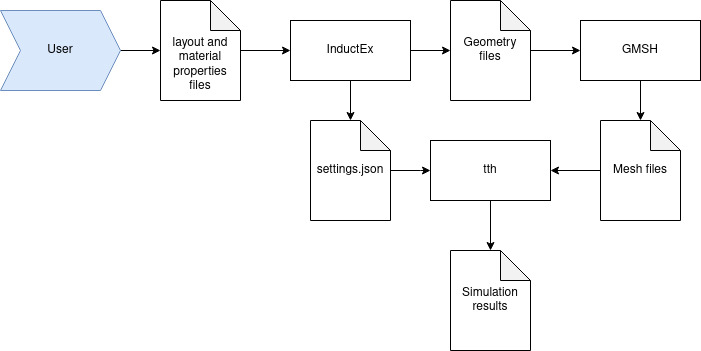 User
layout and
material
properties
files
InductEx
Geometry
files
GMSH
settings.json
tth
Mesh files
Simulation
results